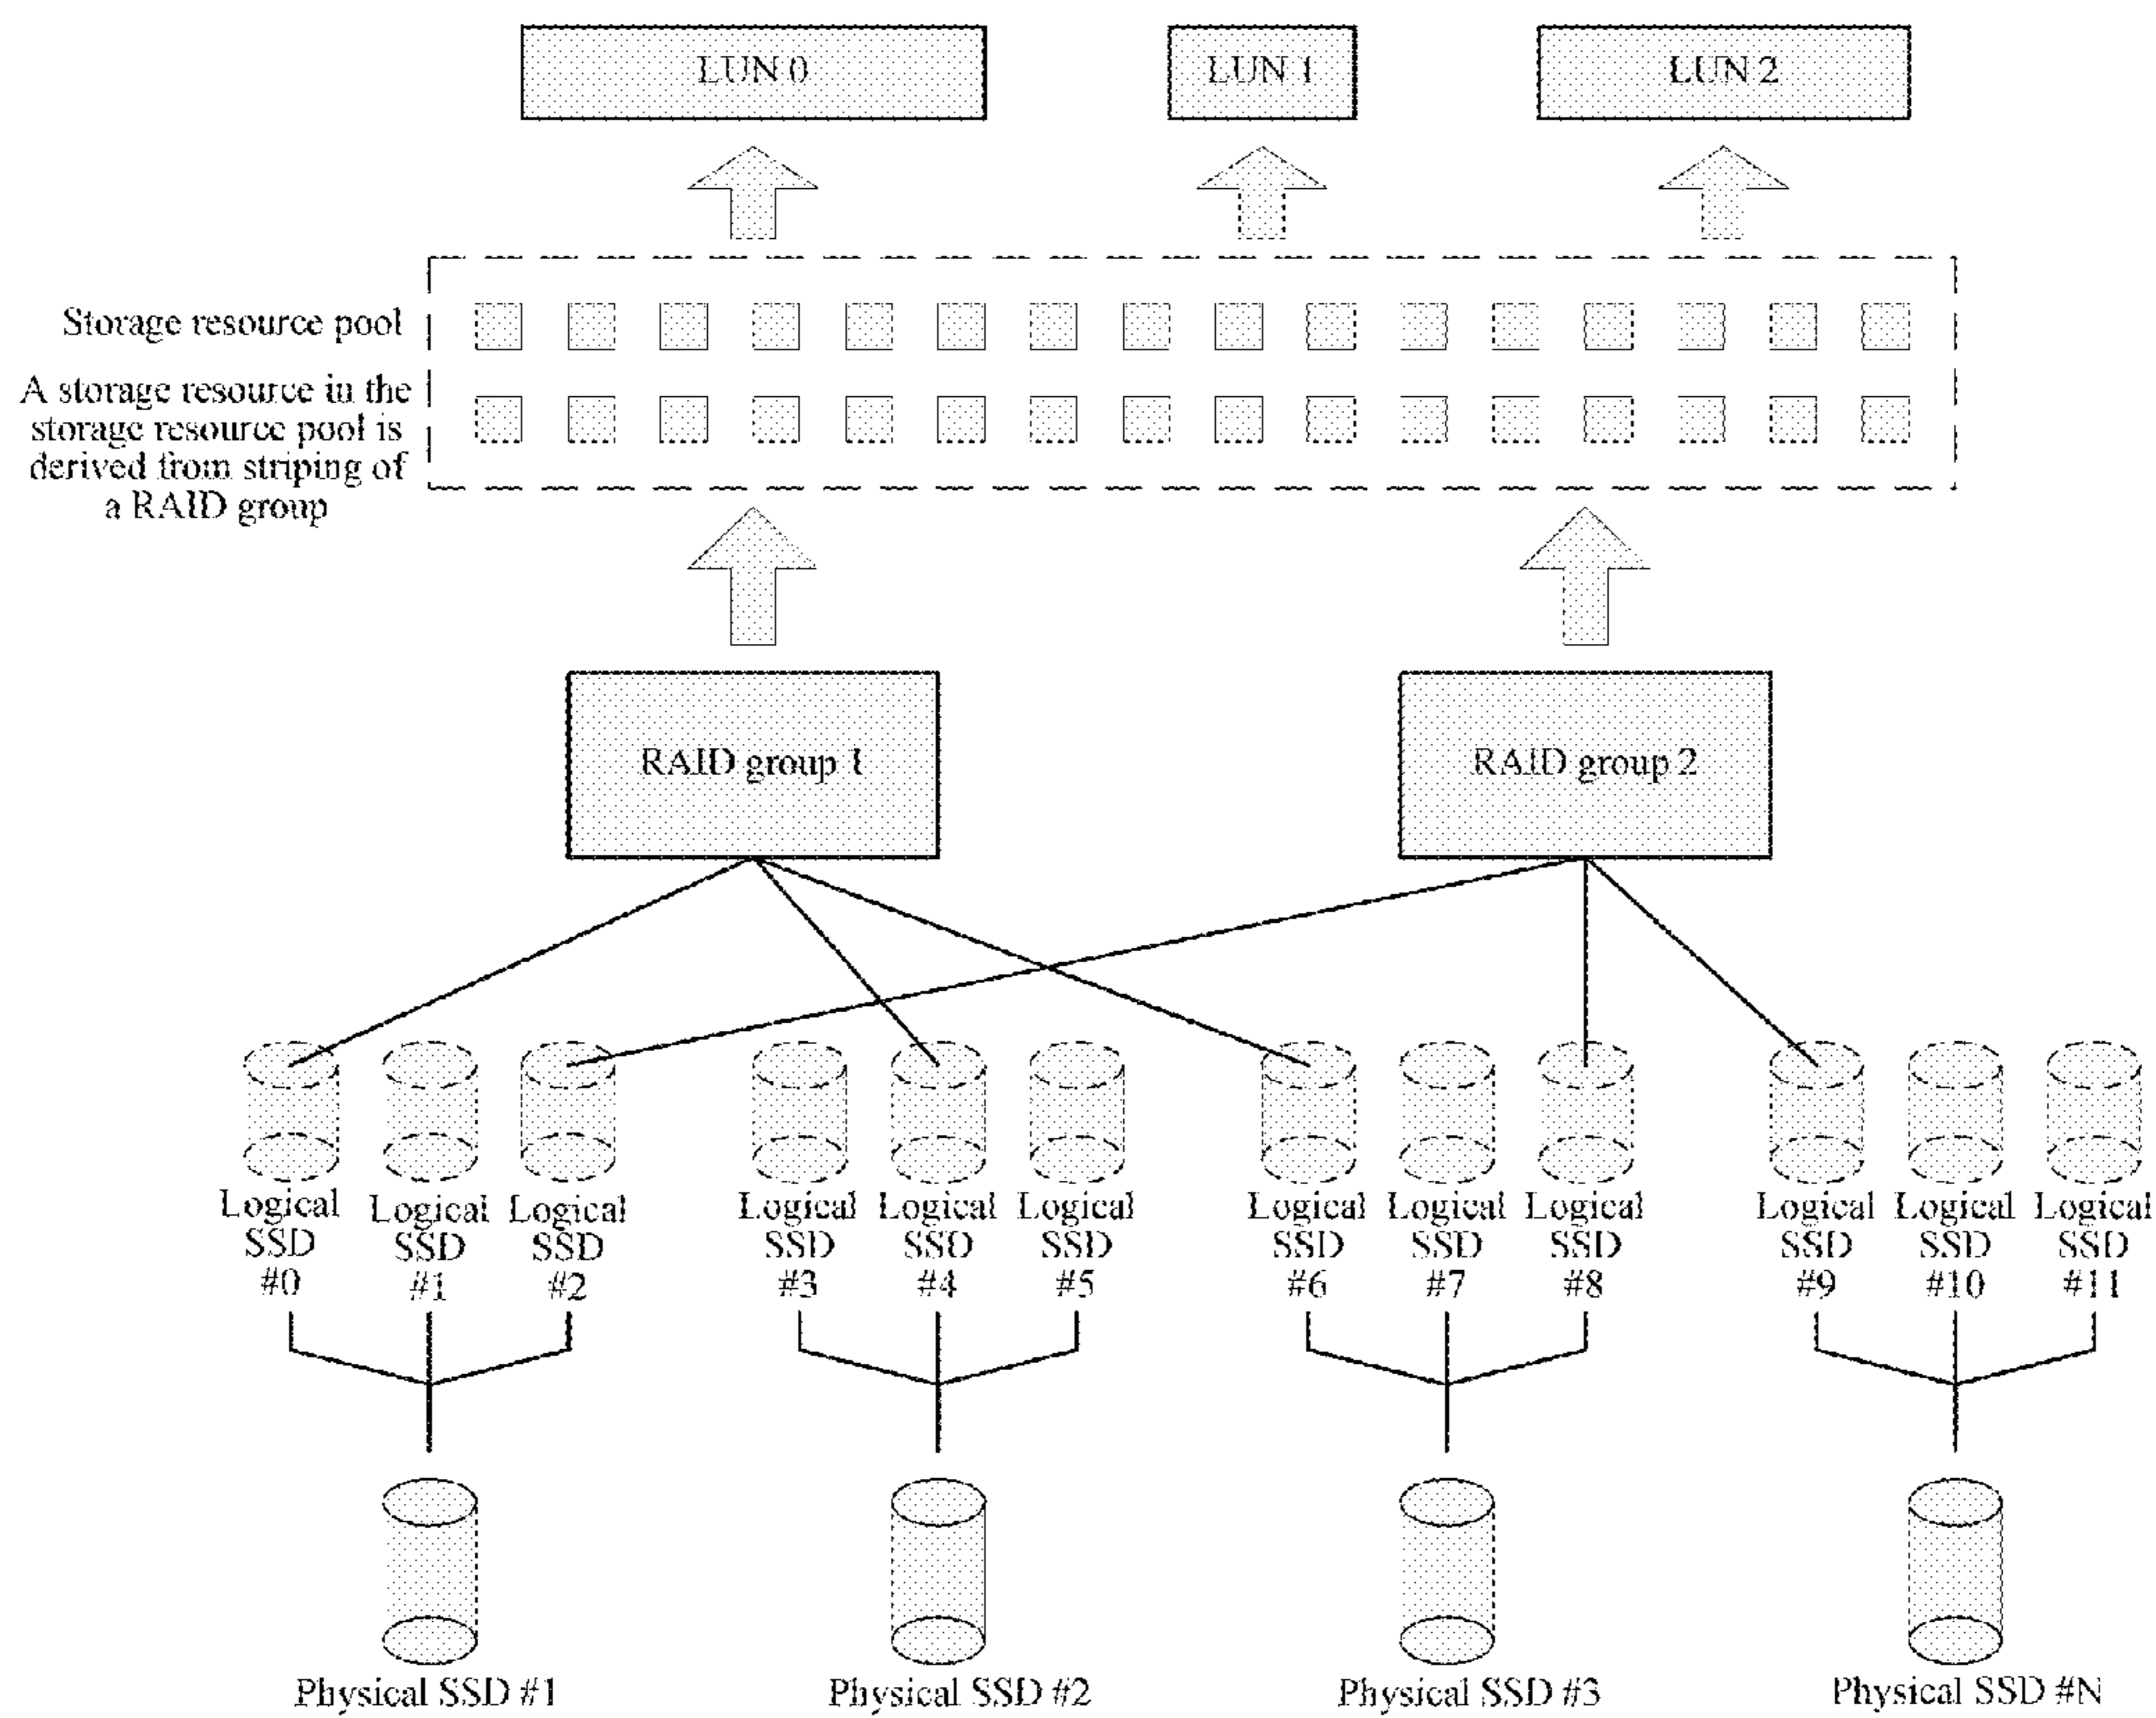 LUN 0
LUN 1
LUN 2
Storage resource pool
A storage resource in the
storage resource pool is
derived from striping of
a RAID group
RAID group 1
RAID group 2
Logical
SSD
#0
Logical
SSD
#1
Logical
SSD
#2
Logical
SSD
#3
Logical
SSD
#4
Logical
SSD
#5
Logical
SSD
#6
Logical
SSD
#7
Logical
SSD
#8
Logical
SSD
#9
Logical
SSD
#10
Logical
SSD
#11
Physical SSD #1
Physical SSD #2
Physical SSD #3
Physical SSD #N